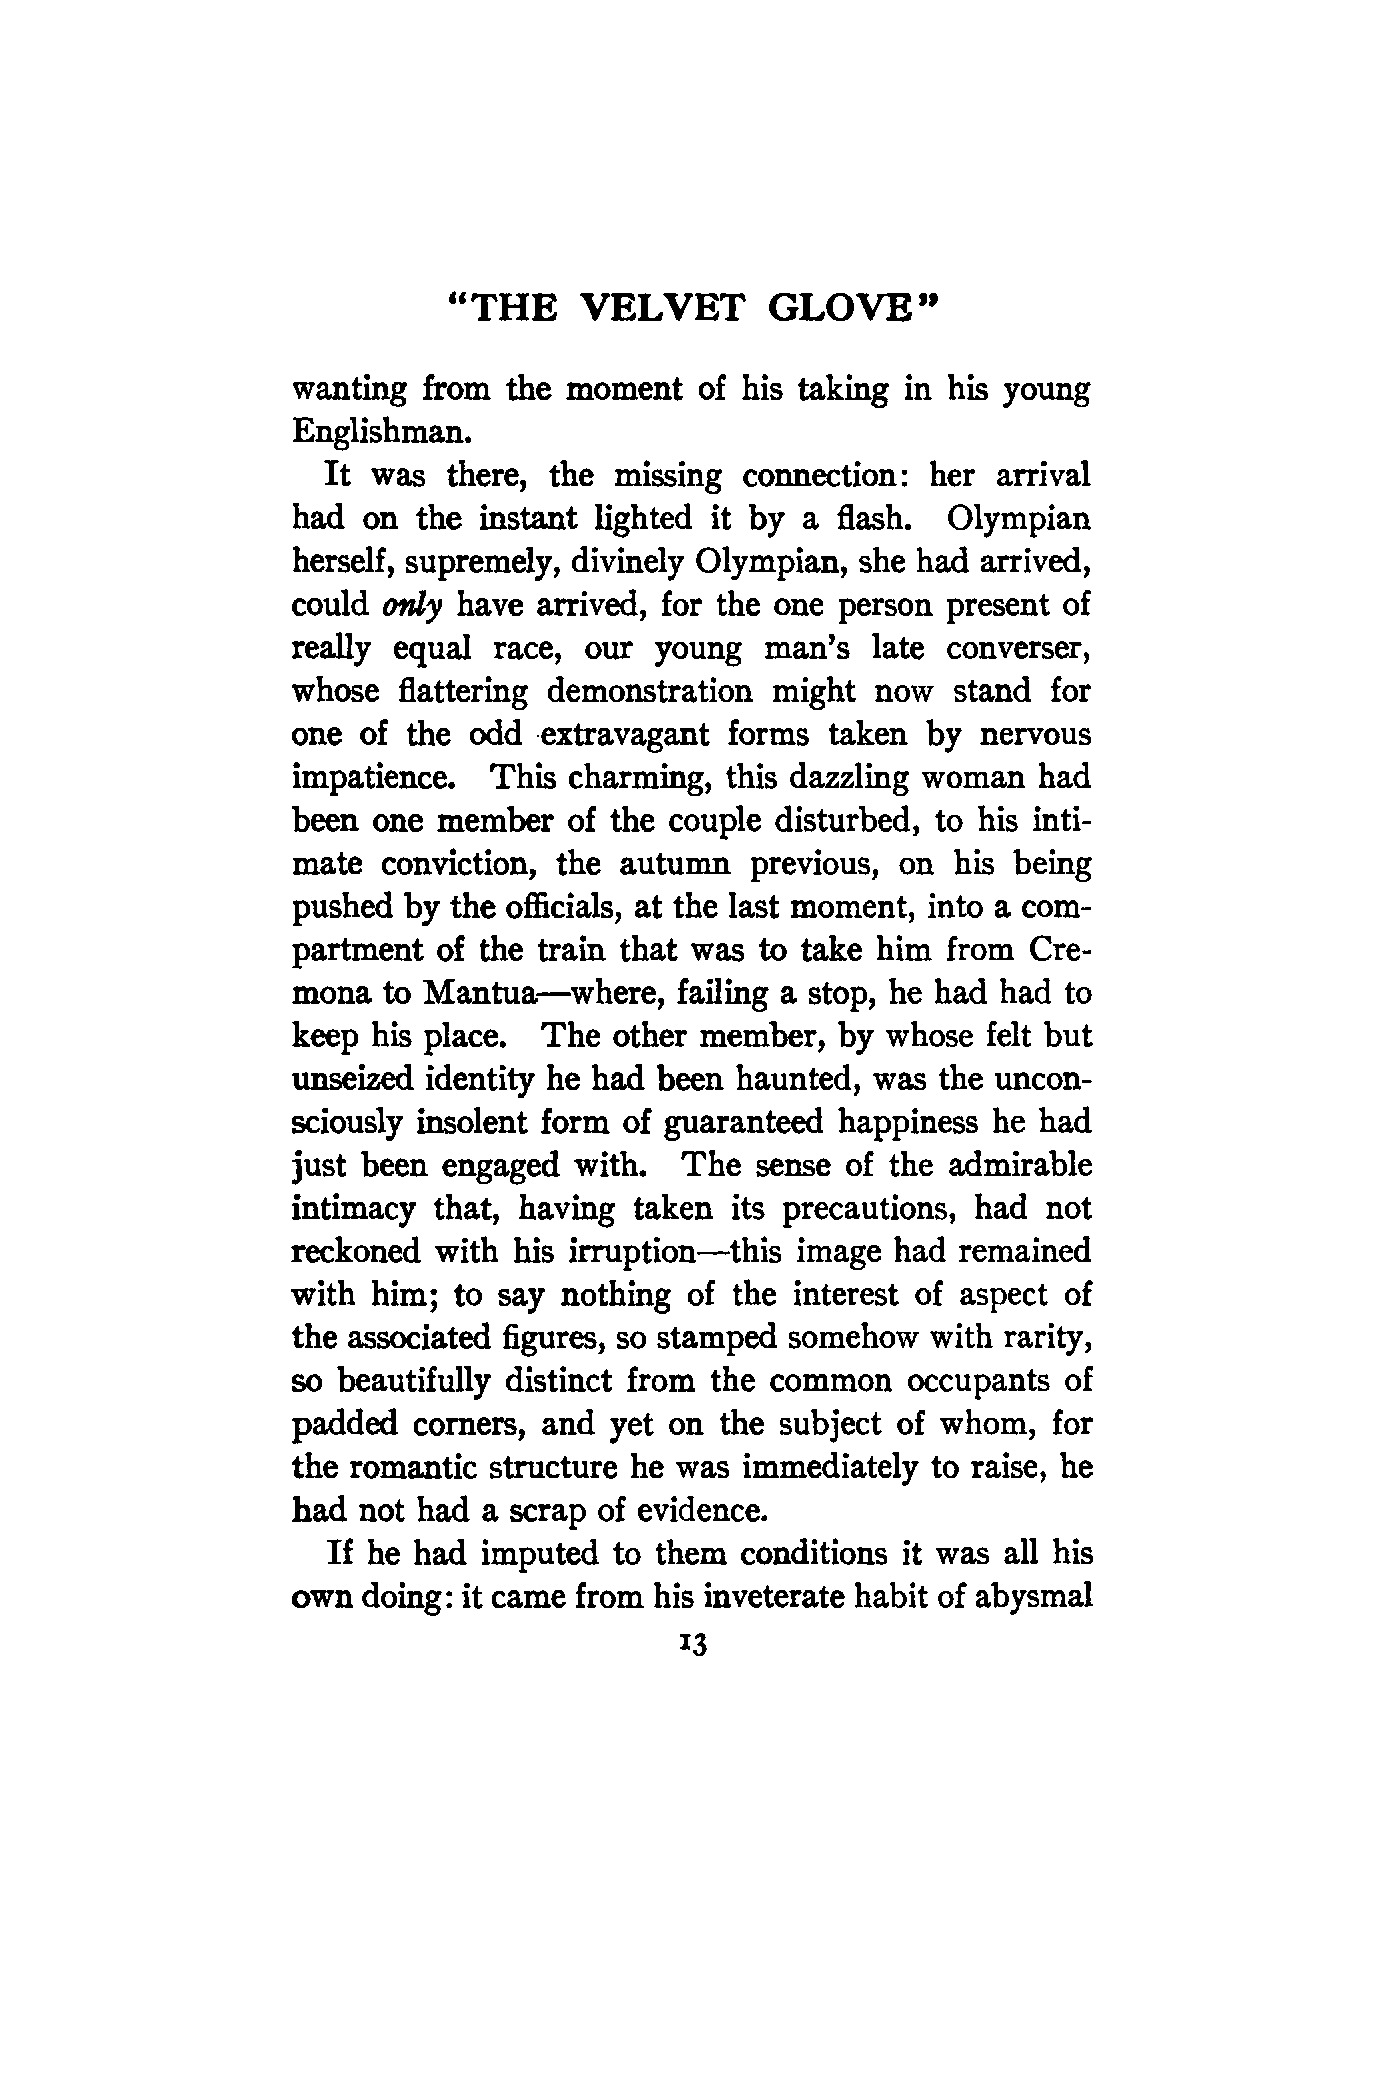 "THE VELVET GLOVE"
wanting from the moment of his taking in his young
Englishman.
It was there, the missing connection: her arrival
had on the instant lighted it by a flash. Olympian
herself, supremely, divinely Olympian, she had arrived,
could only have arrived, for the one person present of
really equal race, our young man's late converser,
whose flattering demonstration might now stand for
one of the odd extravagant forms taken by nervous
impatience. This charming, this dazzling woman had
been one member of the couple disturbed, to his inti-
mate conviction, the autumn previous, on his being
pushed by the officials, at the last moment, into a com-
partment of the train that was to take him from Cre-
mona to Mantua—where, failing a stop, he had had to
keep his place. The other member, by whose felt but
unseized identity he had been haunted, was the uncon-
sciously insolent form of guaranteed happiness he had
just been engaged with. The sense of the admirable
intimacy that, having taken its precautions, had not
reckoned with his irruption—this image had remained
with him; to say nothing of the interest of aspect of
the associated figures, so stamped somehow with rarity,
so beautifully distinct from the common occupants of
padded corners, and yet on the subject of whom, for
the romantic structure he was immediately to raise, he
had not had a scrap of evidence.
If he had imputed to them conditions it was all his
own doing: it came from his inveterate habit of abysmal
13